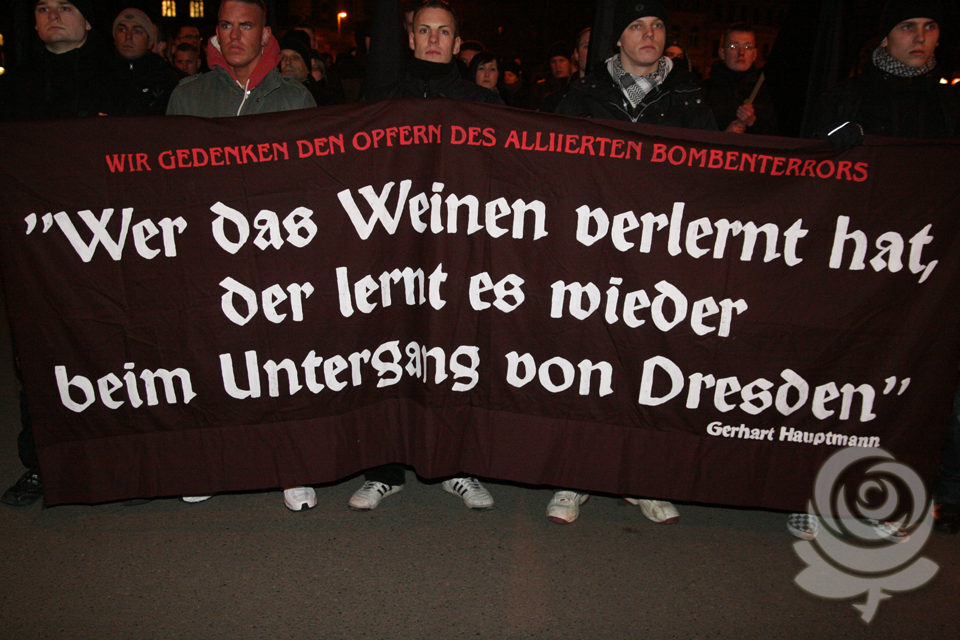 WIR GEDENKEN DEN OPFERN DES ALLIIERTEN BOMBENTERRORS
"Wer das Weinen verlernt hat,
der lernt es wieder
beim Untergang von Dresden"
Gerhart Hauptmann